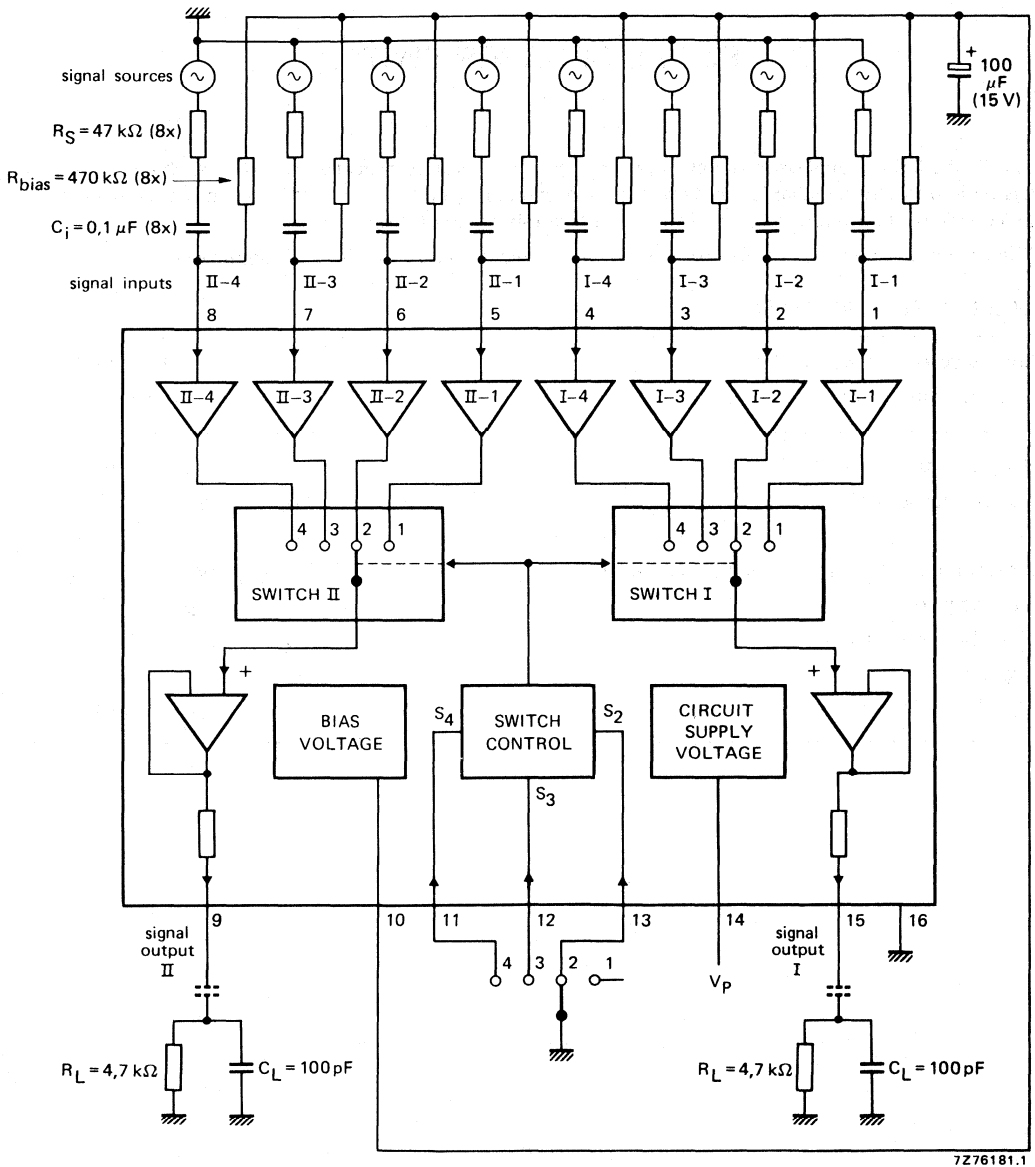 signal sources
+ 100
µF
(15 V)
R_S = 47 kΩ (8x)
R_bias = 470 kΩ (8x)
C_i = 0,1 µF (8x)
signal inputs II–4 II–3 II–2 II–1 I–4 I–3 I–2 I–1
8 7 6 5 4 3 2 1
II–4 II–3 II–2 II–1 I–4 I–3 I–2 I–1
4 3 2 1 4 3 2 1
SWITCH II SWITCH I
+ +
BIAS
VOLTAGE
S_4 SWITCH
CONTROL
S_2
S_3
CIRCUIT
SUPPLY
VOLTAGE
9 10 11 12 13 14 15 16
signal
output
II
4 3 2 1
V_P
signal
output
I
R_L = 4,7 kΩ C_L = 100 pF R_L = 4,7 kΩ C_L = 100 pF
7Z76181.1